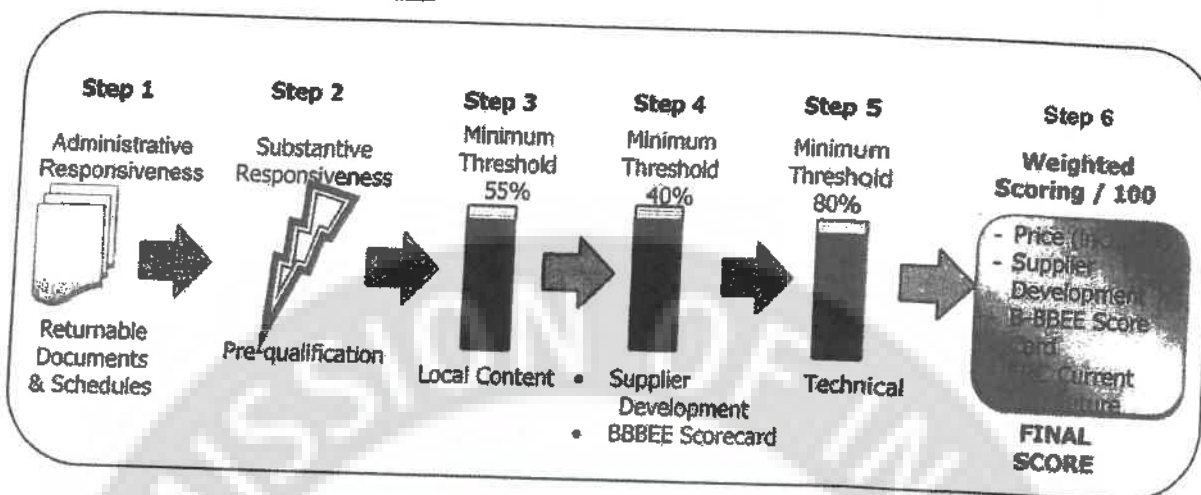 Step 1
Administrative
Responsiveness
Returnable
Documents
& Schedules
Step 2
Substantive
Responsiveness
Pre-qualification
Step 3
Minimum
Threshold
55%
Local Content
Step 4
Minimum
Threshold
40%
• Supplier
Development
• BBBEE Scorecard
Step 5
Minimum
Threshold
80%
Technical
Step 6
Weighted
Scoring / 100
- Price
- Supplier
Development
B-BBEE Score
card
Current
FINAL
SCORE